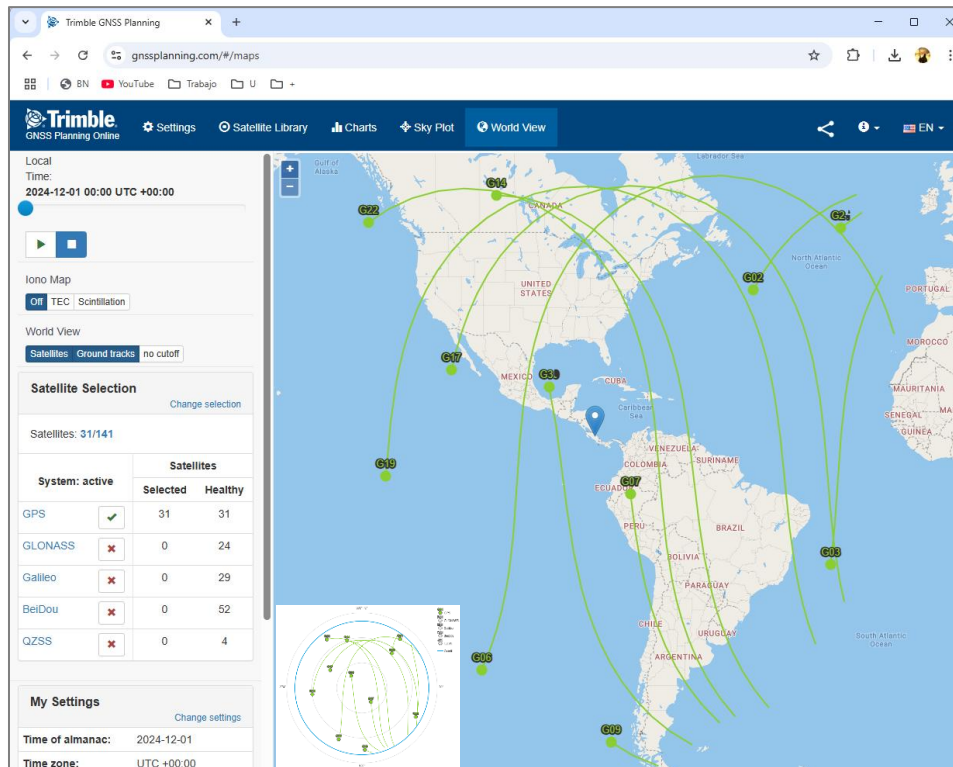 Trimble GNSS Planning
gnssplanning.com/#/maps
BN
YouTube
Trabajo
U
+
Trimble.
GNSS Planning Online
Settings
Satellite Library
Charts
Sky Plot
World View
EN
Local
Time:
2024-12-01 00:00 UTC +00:00
Iono Map
Off TEC Scintillation
World View
Satellites Ground tracks no cutoff
Satellite Selection
Change selection
Satellites: 31/141
System: active
Satellites
Selected Healthy
GPS 31 31
GLONASS 0 24
Galileo 0 29
BeiDou 0 52
QZSS 0 4
My Settings
Change settings
Time of almanac: 2024-12-01
Time zone: UTC +00:00
+
−
Gulf of
Alaska
Labrador Sea
G14
CANADA
G22
North Atlantic
Ocean
G02
UNITED
STATES
PORTUGAL
MOROCCO
G17
MEXICO
CUBA
MAURITANIA
Caribbean
Sea
SENEGAL
MA
GUINEA
VENEZUELA
G19
COLOMBIA
SURINAME
G07
ECUADOR
PERU
BRAZIL
G03
BOLIVIA
PARAGUAY
CHILE
URUGUAY
South Atlantic
Ocean
G06
ARGENTINA
G09